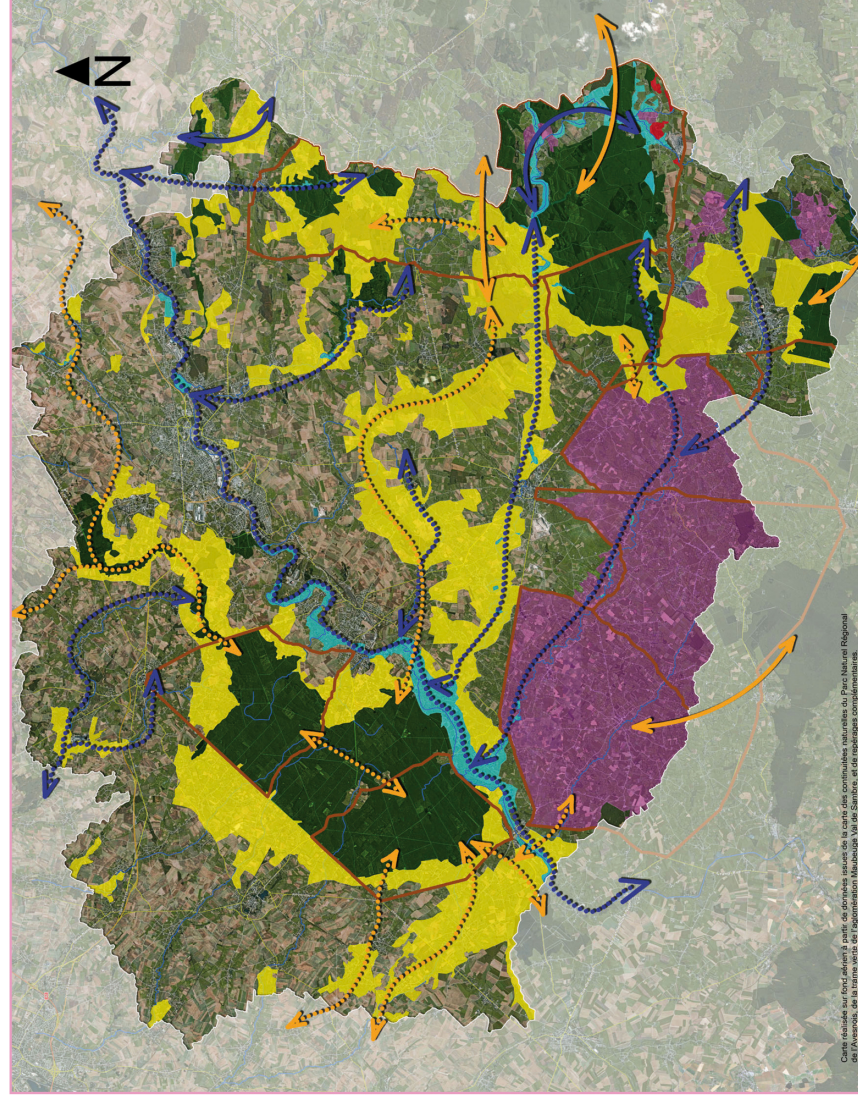 N
Carte réalisée sur fond aérien à partir de données issues de la carte des continuitées naturelles du Parc Naturel Régional
de l'Avesnois, de la trame verte de l'agglomération Maubeuge Val de Sambre, et de repérages complémentaires.